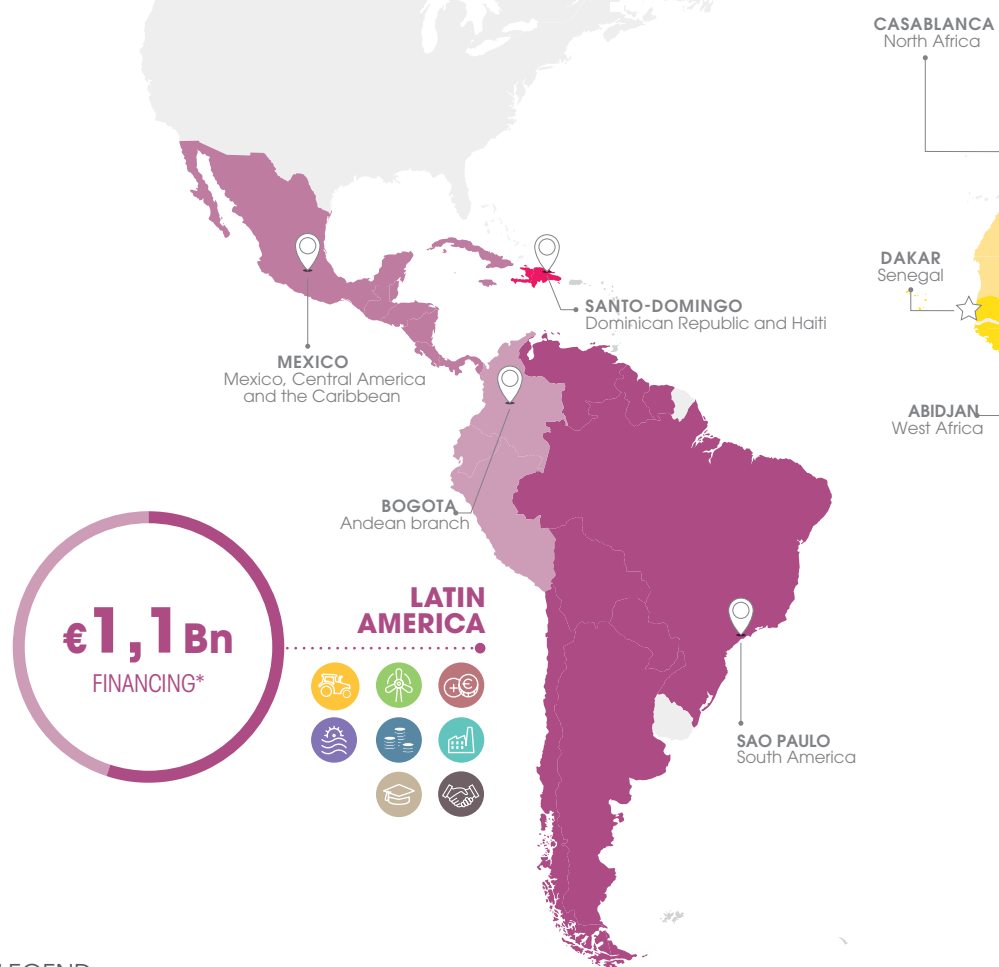 CASABLANCA
North Africa
DAKAR
Senegal
SANTO-DOMINGO
Dominican Republic and Haiti
MEXICO
Mexico, Central America
and the Caribbean
ABIDJAN
West Africa
BOGOTA
Andean branch
LATIN
AMERICA
€1,1Bn
FINANCING*
SAO PAULO
South America
LEGEND